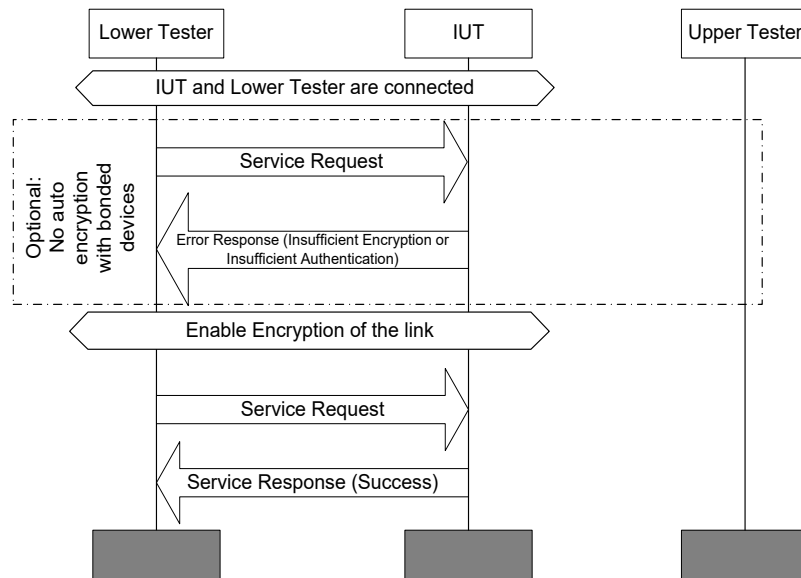 Lower Tester
IUT
Upper Tester
IUT and Lower Tester are connected
Optional:
No auto
encryption
with bonded
devices
Service Request
Error Response (Insufficient Encryption or
Insufficient Authentication)
Enable Encryption of the link
Service Request
Service Response (Success)